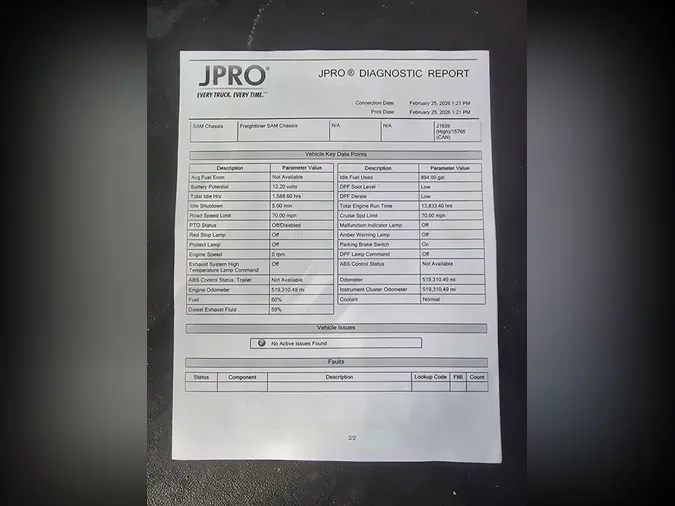 JPRO®
EVERY TRUCK. EVERY TIME.™
JPRO® DIAGNOSTIC REPORT
Connection Date: February 25, 2026 1:21 PM
Print Date: February 25, 2026 1:21 PM
SAM Chassis Freightliner SAM Chassis N/A N/A J1939
(High)/15765
(CAN)
Vehicle Key Data Points
Description Parameter Value Description Parameter Value
Avg Fuel Econ Not Available Idle Fuel Used 894.00 gal
Battery Potential 12.20 volts DPF Soot Level Low
Total Idle Hrs 1,588.60 hrs DPF Derate Low
Idle Shutdown 5.00 min Total Engine Run Time 13,833.40 hrs
Road Speed Limit 70.00 mph Cruise Spd Limit 70.00 mph
PTO Status Off/Disabled Malfunction Indicator Lamp Off
Red Stop Lamp Off Amber Warning Lamp Off
Protect Lamp Off Parking Brake Switch On
Engine Speed 0 rpm DPF Lamp Command Off
Exhaust System High Off ABS Control Status Not Available
Temperature Lamp Command
ABS Control Status, Trailer Not Available Odometer 519,310.49 mi
Engine Odometer 519,310.49 mi Instrument Cluster Odometer 519,310.49 mi
Fuel 60% Coolant Normal
Diesel Exhaust Fluid 59%
Vehicle Issues
No Active Issues Found
Faults
Status Component Description Lookup Code FMI Count
2/2